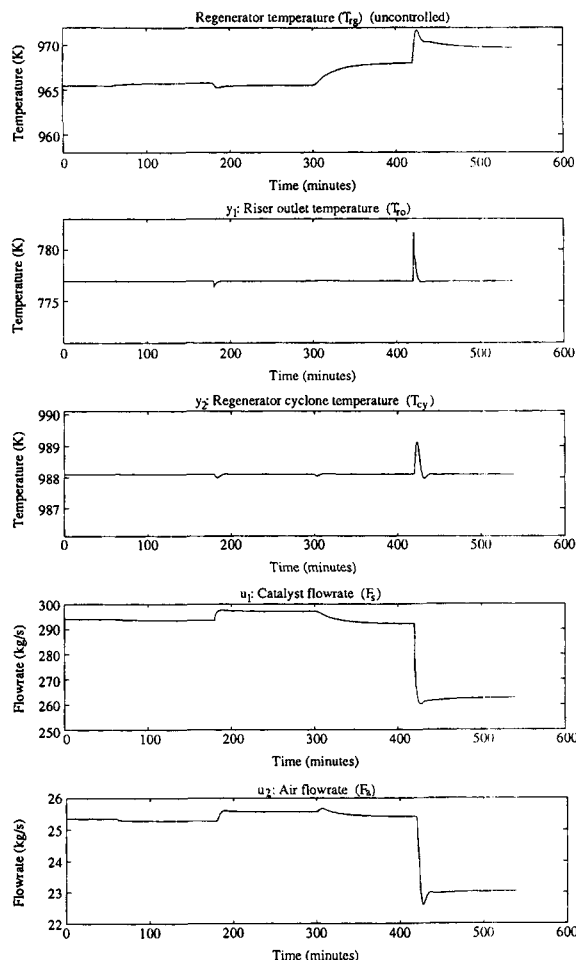 Regenerator temperature (Trg) (uncontrolled)
Temperature (K)
970
965
960
0 100 200 300 400 500 600
Time (minutes)
y1: Riser outlet temperature (Tro)
Temperature (K)
780
775
0 100 200 300 400 500 600
Time (minutes)
y2: Regenerator cyclone temperature (Tcy)
Temperature (K)
990
989
988
987
0 100 200 300 400 500 600
Time (minutes)
u1: Catalyst flowrate (Fs)
Flowrate (kg/s)
300
290
280
270
260
250
0 100 200 300 400 500 600
Time (minutes)
u2: Air flowrate (Fa)
Flowrate (kg/s)
26
25
24
23
22
0 100 200 300 400 500 600
Time (minutes)